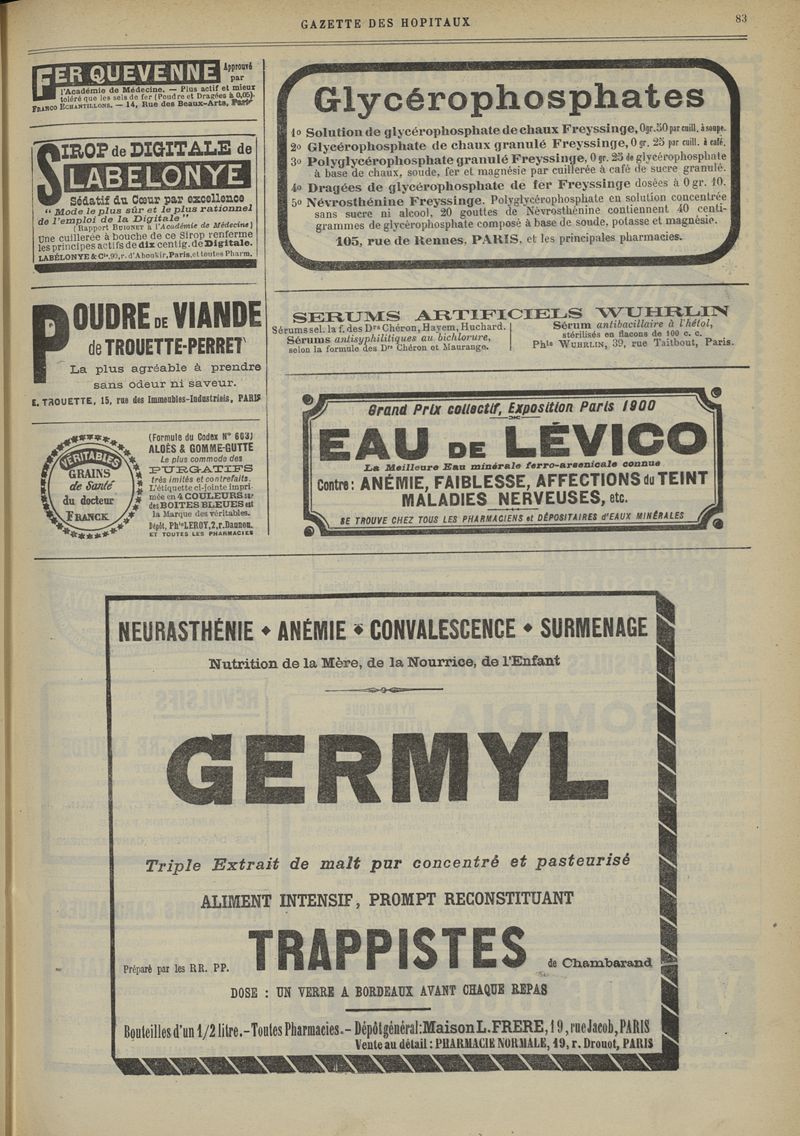 GAZETTE DES HOPITAUX
83
FER QUEVENNE Approuvé
par
l'Académie de Médecine. — Plus actif et mieux
toléré que les sels de fer (Poudre et Dragées à 0,05)
FRANCO ECHANTILLONS. — 14, Rue des Beaux-Arts, Paris
SIROP de DIGITALE de
LABELONYE
Sédatif du Cœur par excellence
" Mode le plus sûr et le plus rationnel
de l'emploi de la Digitale "
(Rapport BUIGNET à l'Académie de Médecine)
Une cuillerée à bouche de ce Sirop renferme
les principes actifs de dix centig. de Digitale.
LABÉLONYE & Cie, 99, r. d'Aboukir, Paris, et toutes Pharm.
POUDRE DE VIANDE
de TROUETTE-PERRET
La plus agréable à prendre
sans odeur ni saveur.
E. TROUETTE, 15, rue des Immeubles-Industriels, PARIS
VÉRITABLES
GRAINS
de Santé
du docteur
FRANCK
(Formule du Codex N° 603)
ALOÈS & GOMME-GUTTE
Le plus commode des
PURGATIFS
très imités et contrefaits.
L'étiquette ci-jointe impri-
mée en 4 COULEURS sur
des BOITES BLEUES est
la Marque des véritables.
Dépôt, Phie LEROY, 2, r. Daunou.
ET TOUTES LES PHARMACIES
Glycérophosphates
1° Solution de glycérophosphate de chaux Freyssinge, 0gr.50 par cuill. à soupe.
2° Glycérophosphate de chaux granulé Freyssinge, 0 gr. 25 par cuill. à café.
3° Polyglycérophosphate granulé Freyssinge, 0 gr. 25 de glycérophosphate
à base de chaux, soude, fer et magnésie par cuillerée à café de sucre granulé.
4° Dragées de glycérophosphate de fer Freyssinge dosées à 0 gr. 10.
5° Névrosthénine Freyssinge. Polyglycérophosphate en solution concentrée
sans sucre ni alcool, 20 gouttes de Névrosthénine contiennent 40 centi-
grammes de glycérophosphate composé à base de soude, potasse et magnésie.
105, rue de Rennes, PARIS, et les principales pharmacies.
SERUMS ARTIFICIELS WUHRLIN
Sérums sel. la f. des Drs Chéron, Hayem, Huchard.
Sérums antisyphilitiques au bichlorure,
selon la formule des Drs Chéron et Maurange.
Sérum antibacillaire à l'hétol,
stérilisés en flacons de 100 c. c.
Phie WUHRLIN, 39, rue Taitbout, Paris.
Grand Prix collectif, Exposition Paris 1900
EAU DE LÉVICO
La Meilleure Eau minérale ferro-arsenicale connue
Contre: ANÉMIE, FAIBLESSE, AFFECTIONS du TEINT
MALADIES NERVEUSES, etc.
SE TROUVE CHEZ TOUS LES PHARMACIENS et DÉPOSITAIRES d'EAUX MINÉRALES
NEURASTHÉNIE ◆ ANÉMIE ◆ CONVALESCENCE ◆ SURMENAGE
Nutrition de la Mère, de la Nourrice, de l'Enfant
GERMYL
Triple Extrait de malt pur concentré et pasteurisé
ALIMENT INTENSIF, PROMPT RECONSTITUANT
Préparé par les RR. PP. TRAPPISTES de Chambarand
DOSE : UN VERRE A BORDEAUX AVANT CHAQUE REPAS
Bouteilles d'un 1/2 litre. - Toutes Pharmacies. - Dépôt général: Maison L. FRERE, 19, rue Jacob, PARIS
Vente au détail : PHARMACIE NORMALE, 19, r. Drouot, PARIS